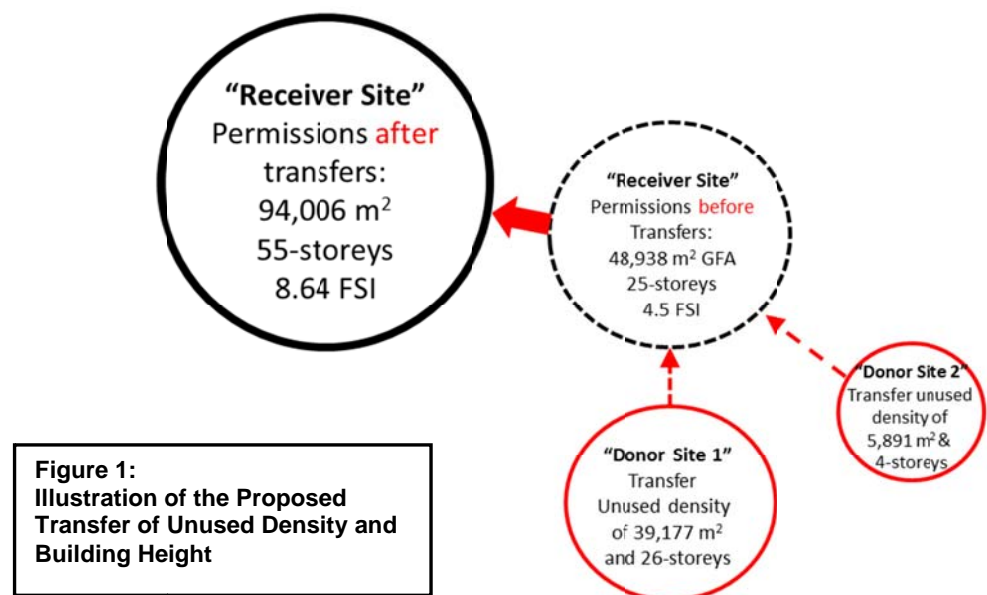 “Receiver Site”
Permissions after
transfers:
94,006 m²
55-storeys
8.64 FSI
“Receiver Site”
Permissions before
Transfers:
48,938 m² GFA
25-storeys
4.5 FSI
“Donor Site 2”
Transfer unused
density of
5,891 m² &
4-storeys
“Donor Site 1”
Transfer
Unused density
of 39,177 m²
and 26-storeys
Figure 1:
Illustration of the Proposed
Transfer of Unused Density and
Building Height